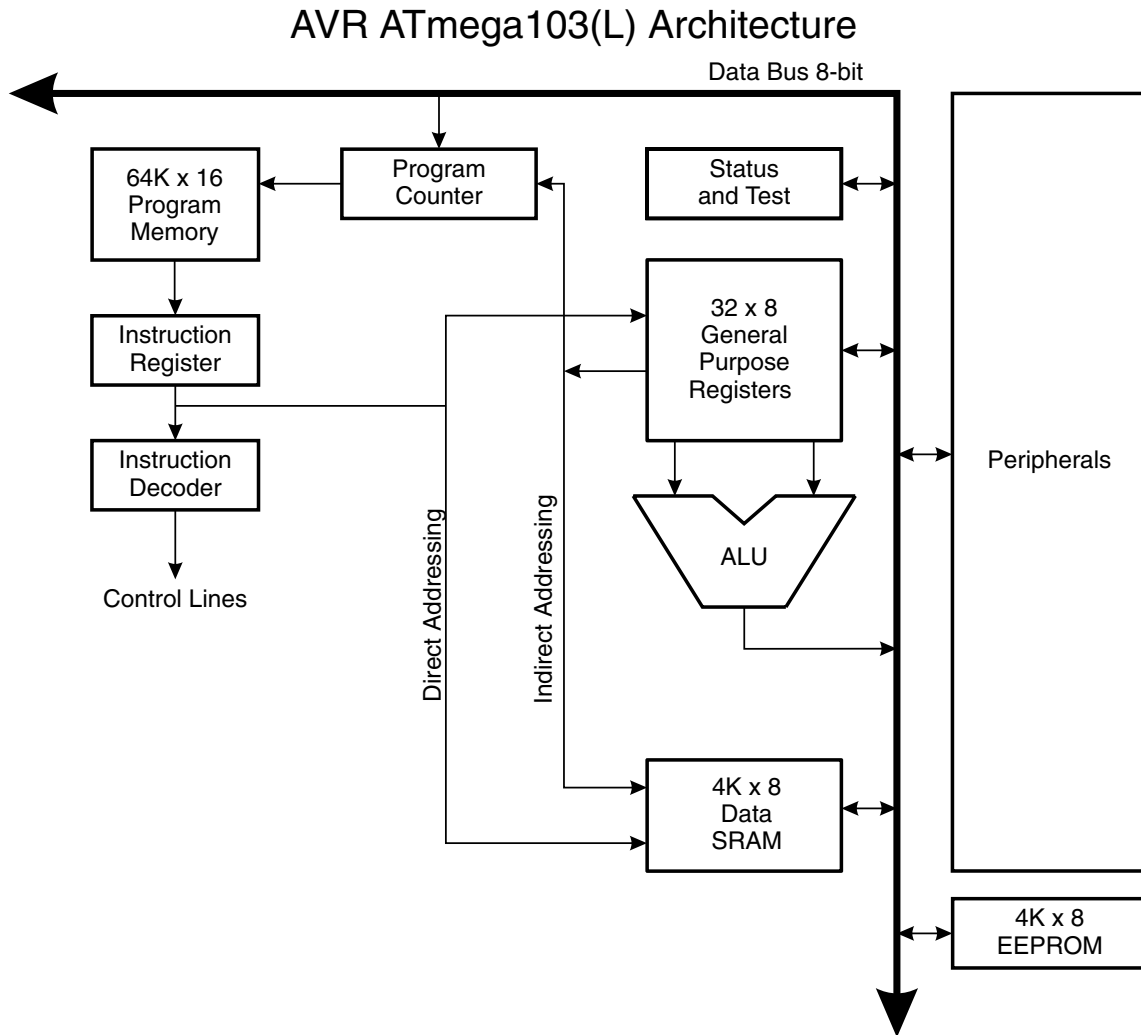 AVR ATmega103(L) Architecture
Data Bus 8-bit
64K x 16
Program
Memory
Program
Counter
Status
and Test
Instruction
Register
32 x 8
General
Purpose
Registers
Instruction
Decoder
Peripherals
ALU
Control Lines
Direct Addressing
Indirect Addressing
4K x 8
Data
SRAM
4K x 8
EEPROM